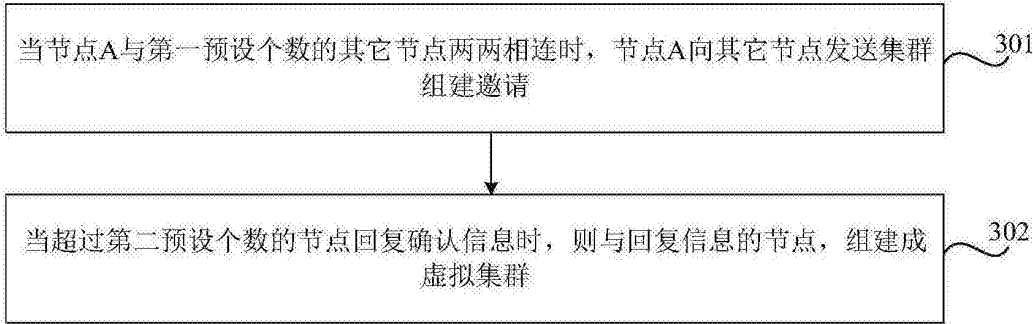 当节点A与第一预设个数的其它节点两两相连时，节点A向其它节点发送集群
组建邀请
301
当超过第二预设个数的节点回复确认信息时，则与回复信息的节点，组建成
虚拟集群
302